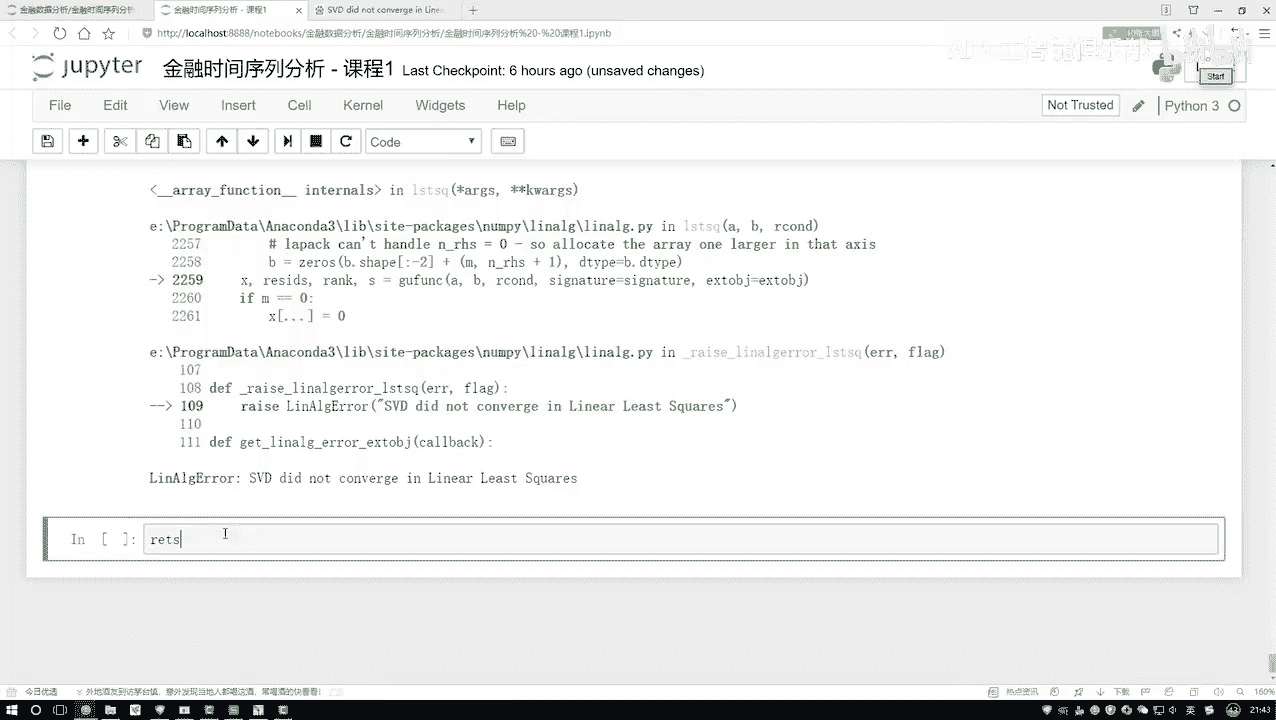 金融数据分析/金融时间序列分析/
金融时间序列分析 - 课程1
SVD did not converge in Line
http://localhost:8888/notebooks/金融数据分析/金融时间序列分析/金融时间序列分析%20-%20课程1.ipynb
jupyter 金融时间序列分析 - 课程1 Last Checkpoint: 6 hours ago (unsaved changes)
Start
File Edit View Insert Cell Kernel Widgets Help
Not Trusted
Python 3
Code
<__array_function__ internals> in lstsq(*args, **kwargs)
e:\ProgramData\Anaconda3\lib\site-packages\numpy\linalg\linalg.py in lstsq(a, b, rcond)
2257 # lapack can't handle n_rhs = 0 - so allocate the array one larger in that axis
2258 b = zeros(b.shape[:-2] + (m, n_rhs + 1), dtype=b.dtype)
-> 2259 x, resids, rank, s = gufunc(a, b, rcond, signature=signature, extobj=extobj)
2260 if m == 0:
2261 x[...] = 0
e:\ProgramData\Anaconda3\lib\site-packages\numpy\linalg\linalg.py in _raise_linalgerror_lstsq(err, flag)
107
108 def _raise_linalgerror_lstsq(err, flag):
--> 109 raise LinAlgError("SVD did not converge in Linear Least Squares")
110
111 def get_linalg_error_extobj(callback):
LinAlgError: SVD did not converge in Linear Least Squares
In [ ]: rets
今日优选
外地酒友到访茅台镇，意外发现当地人都喝这酒，常喝酒的快看看！
热点资讯
下载
160%
英
21:43